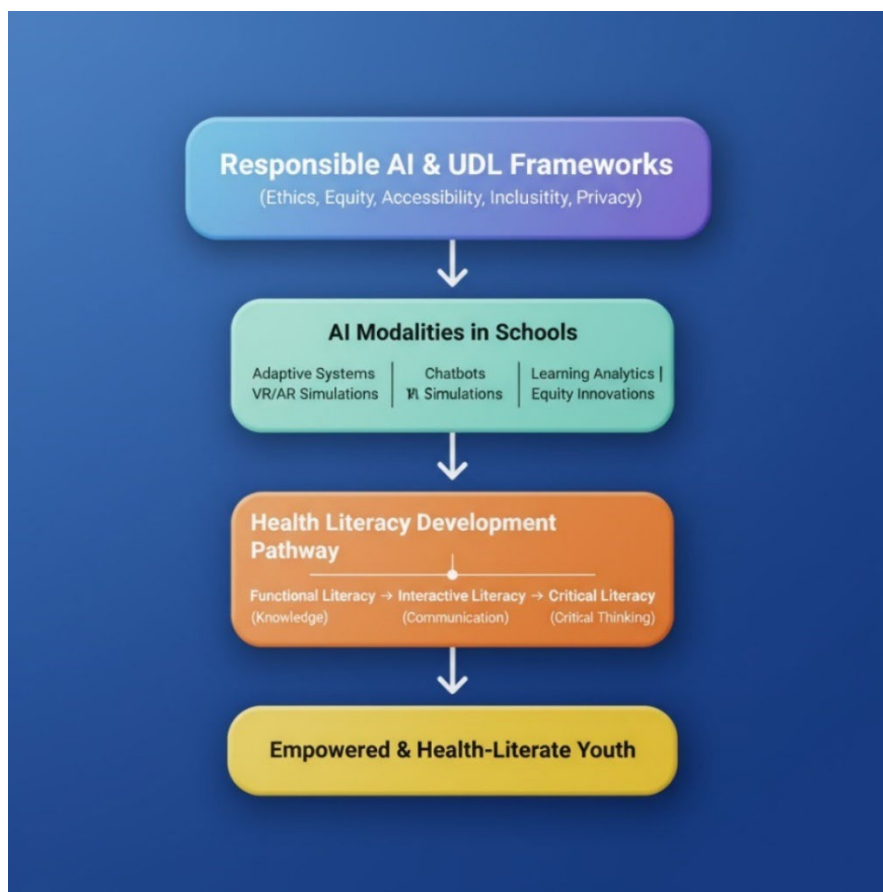 Responsible AI & UDL Frameworks
(Ethics, Equity, Accessibility, Inclusitity, Privacy)
AI Modalities in Schools
Adaptive Systems
VR/AR Simulations
Chatbots
Simulations
Learning Analytics |
Equity Innovations
Health Literacy Development
Pathway
Functional Literacy → Interactive Literacy → Critical Literacy
(Knowledge) (Communication) (Critical Thinking)
Empowered & Health-Literate Youth